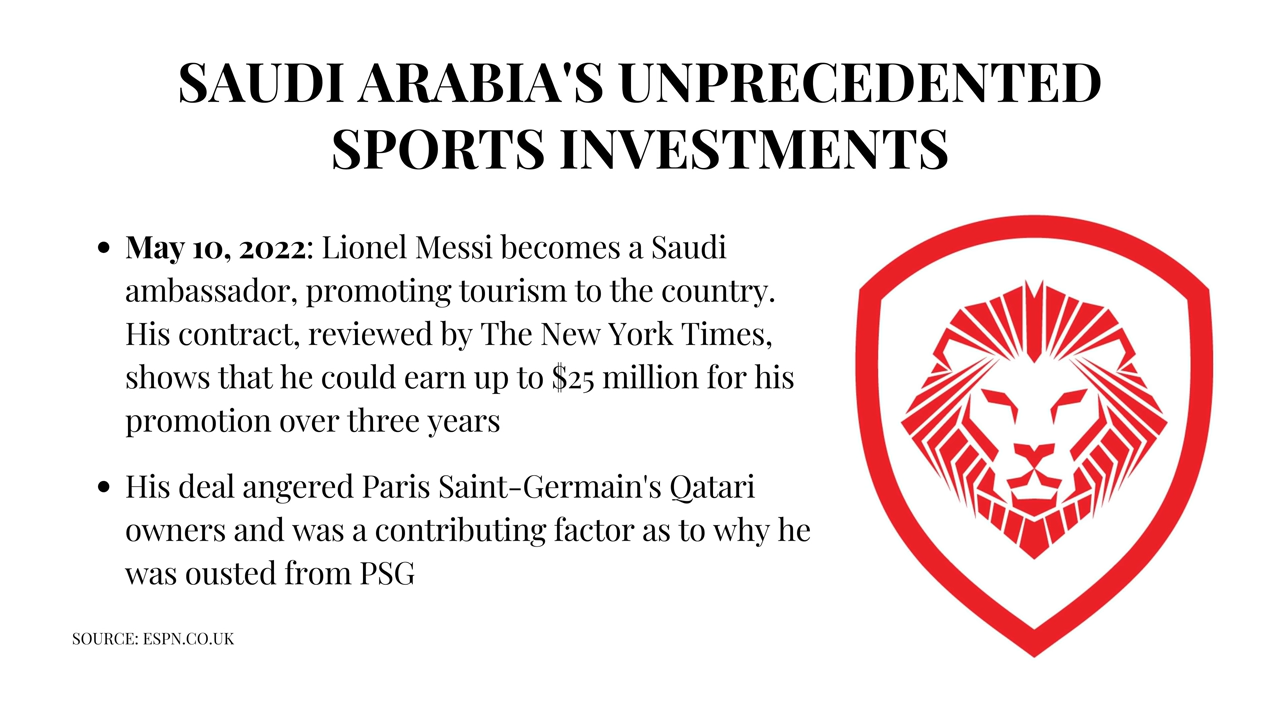 SAUDI ARABIA'S UNPRECEDENTED
SPORTS INVESTMENTS
• May 10, 2022: Lionel Messi becomes a Saudi
ambassador, promoting tourism to the country.
His contract, reviewed by The New York Times,
shows that he could earn up to $25 million for his
promotion over three years
• His deal angered Paris Saint-Germain's Qatari
owners and was a contributing factor as to why he
was ousted from PSG
SOURCE: ESPN.CO.UK